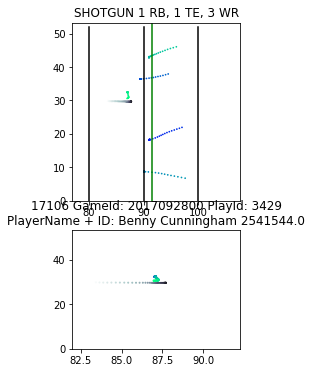 SHOTGUN 1 RB, 1 TE, 3 WR
50
40
30
20
10
0
80 90 100
17106 GameId: 2017092800 PlayId: 3429
PlayerName + ID: Benny Cunningham 2541544.0
40
20
0
82.5 85.0 87.5 90.0